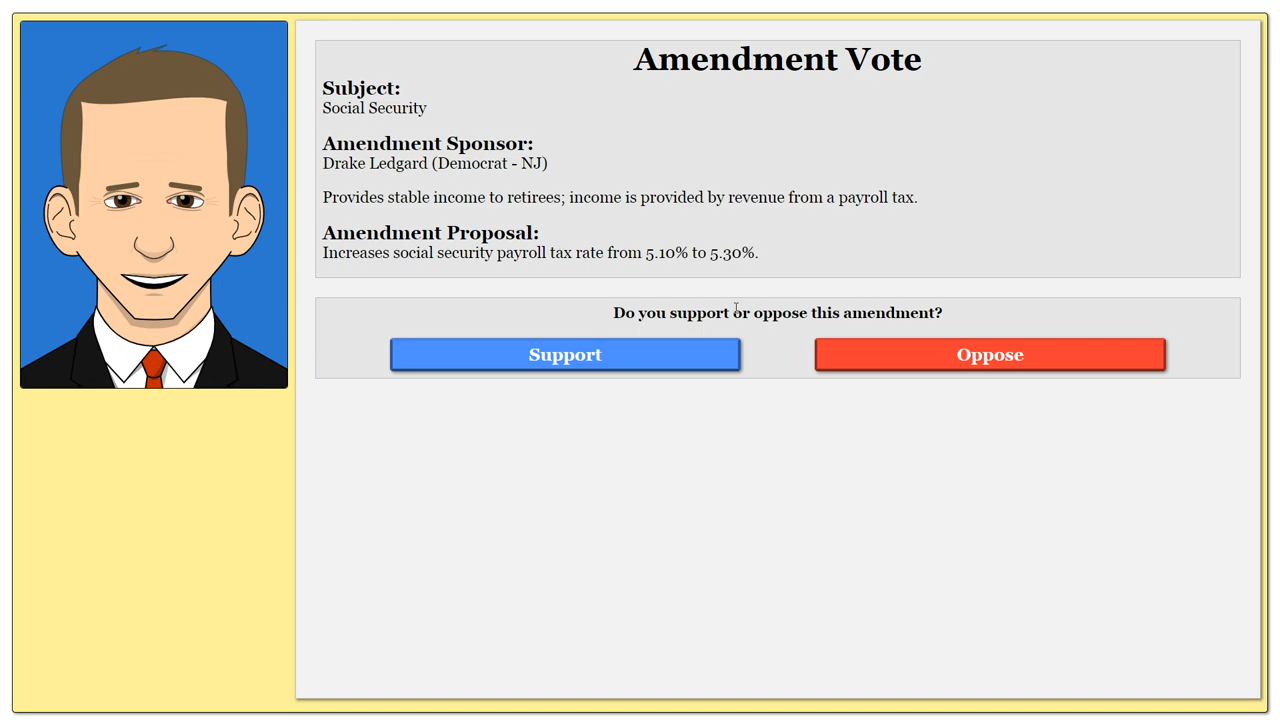 Amendment Vote
Subject:
Social Security
Amendment Sponsor:
Drake Ledgard (Democrat - NJ)
Provides stable income to retirees; income is provided by revenue from a payroll tax.
Amendment Proposal:
Increases social security payroll tax rate from 5.10% to 5.30%.
Do you support or oppose this amendment?
Support
Oppose